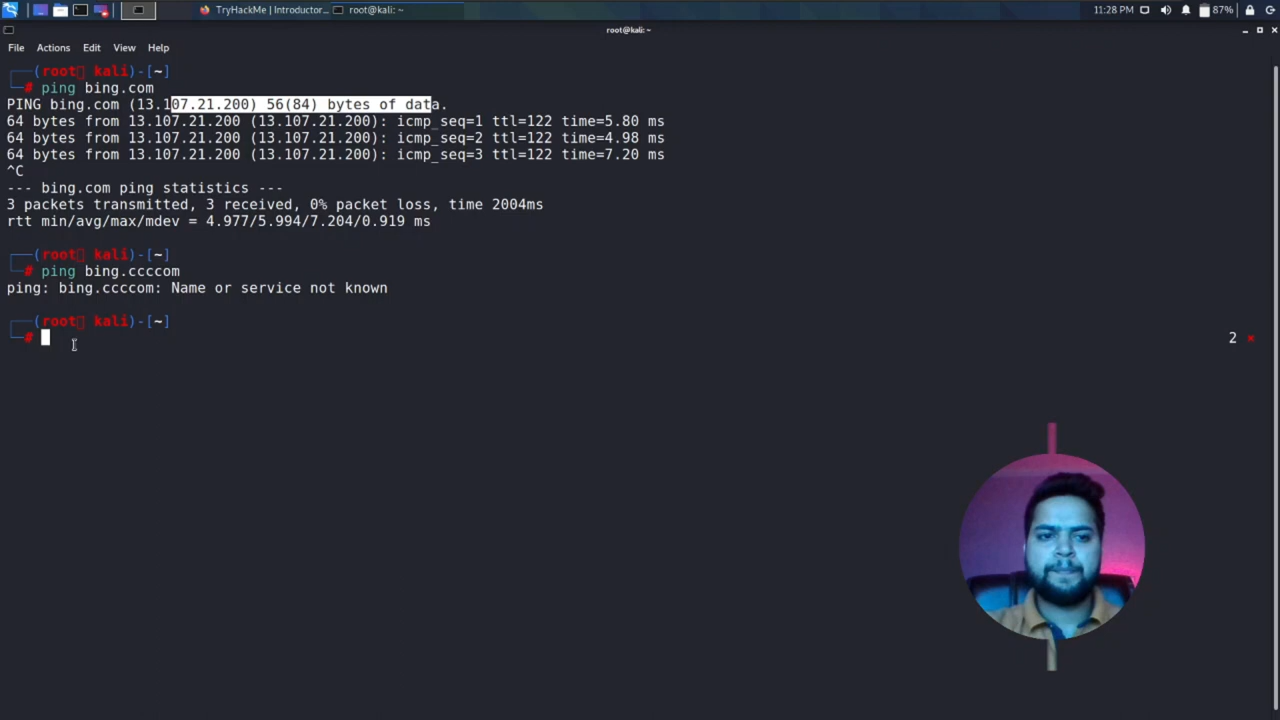 TryHackMe | Introductor...
root@kali: ~
11:28 PM
87%
root@kali: ~
File Actions Edit View Help
(root kali)-[~]
# ping bing.com
PING bing.com (13.107.21.200) 56(84) bytes of data.
64 bytes from 13.107.21.200 (13.107.21.200): icmp_seq=1 ttl=122 time=5.80 ms
64 bytes from 13.107.21.200 (13.107.21.200): icmp_seq=2 ttl=122 time=4.98 ms
64 bytes from 13.107.21.200 (13.107.21.200): icmp_seq=3 ttl=122 time=7.20 ms
^C
--- bing.com ping statistics ---
3 packets transmitted, 3 received, 0% packet loss, time 2004ms
rtt min/avg/max/mdev = 4.977/5.994/7.204/0.919 ms
(root kali)-[~]
# ping bing.ccccom
ping: bing.ccccom: Name or service not known
(root kali)-[~]
#
2 ×